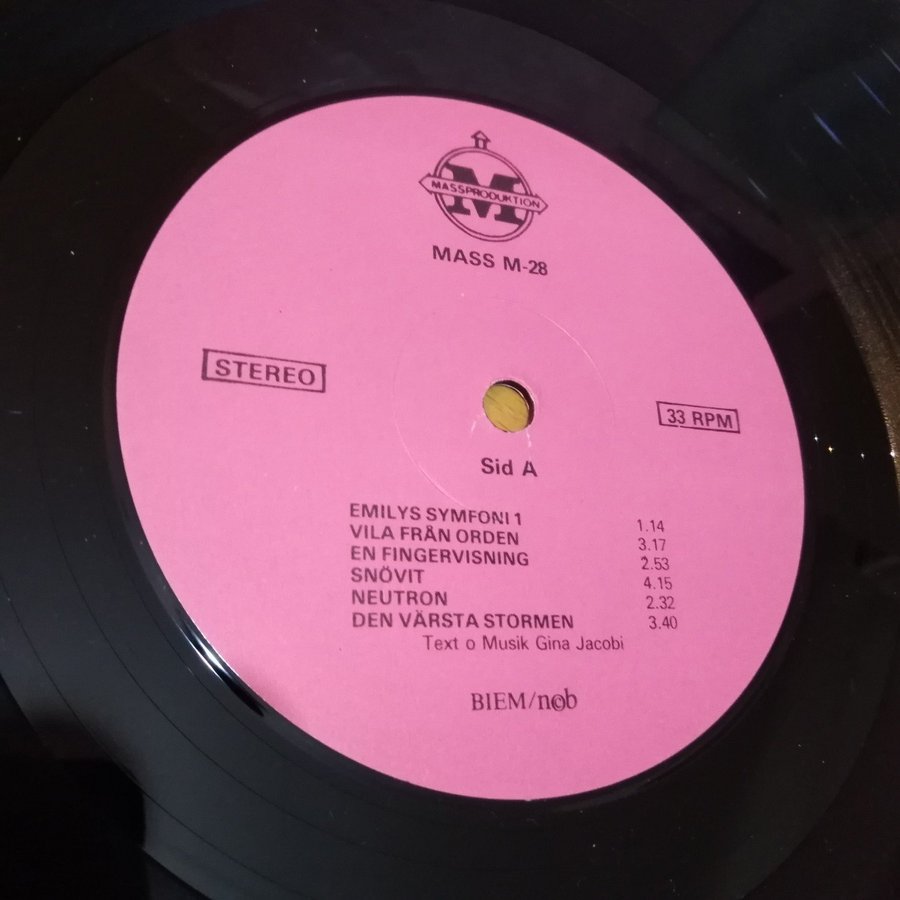 M
MASSPRODUKTION
MASS M-28
STEREO
33 RPM
Sid A
EMILYS SYMFONI 1 1.14
VILA FRÅN ORDEN 3.17
EN FINGERVISNING 2.53
SNÖVIT 4.15
NEUTRON 2.32
DEN VÄRSTA STORMEN 3.40
Text o Musik Gina Jacobi
BIEM/ncb